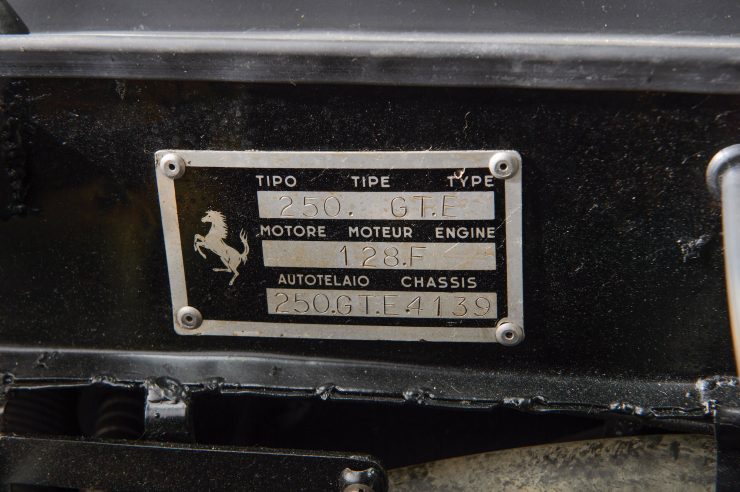 TIPO TIPE TYPE
250. GT.E
MOTORE MOTEUR ENGINE
128.F
AUTOTELAIO CHASSIS
250.GT.E.4139